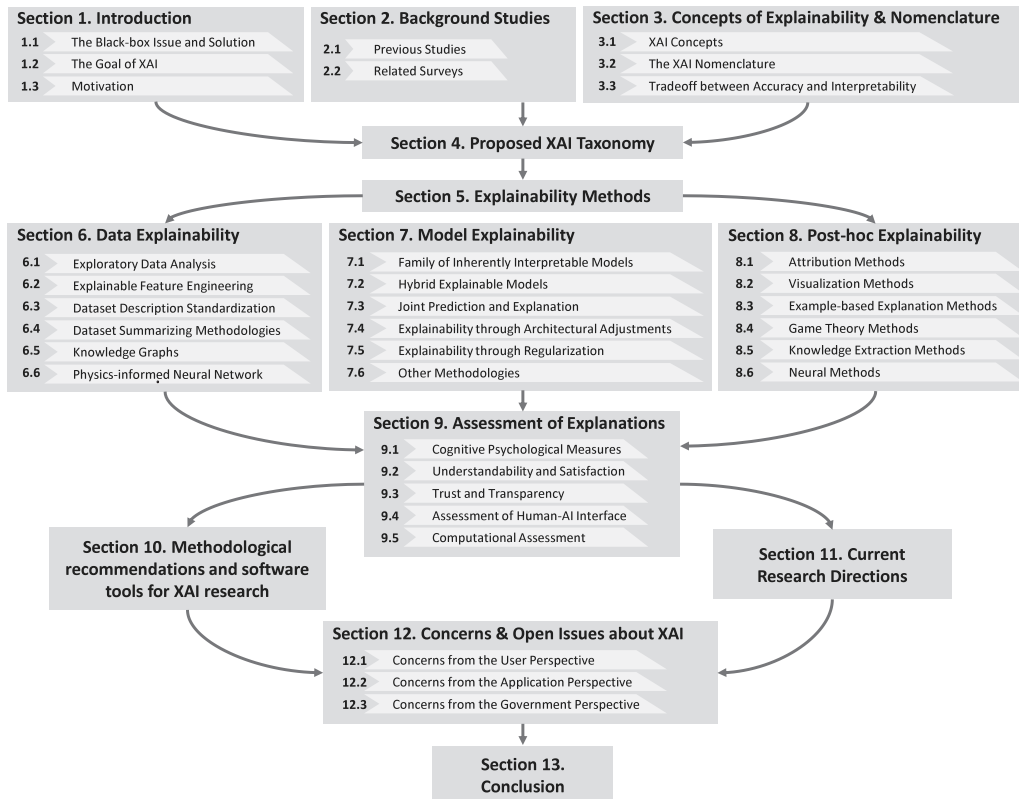 Section 1. Introduction
1.1 The Black-box Issue and Solution
1.2 The Goal of XAI
1.3 Motivation
Section 2. Background Studies
2.1 Previous Studies
2.2 Related Surveys
Section 3. Concepts of Explainability & Nomenclature
3.1 XAI Concepts
3.2 The XAI Nomenclature
3.3 Tradeoff between Accuracy and Interpretability
Section 4. Proposed XAI Taxonomy
Section 5. Explainability Methods
Section 6. Data Explainability
6.1 Exploratory Data Analysis
6.2 Explainable Feature Engineering
6.3 Dataset Description Standardization
6.4 Dataset Summarizing Methodologies
6.5 Knowledge Graphs
6.6 Physics-informed Neural Network
Section 7. Model Explainability
7.1 Family of Inherently Interpretable Models
7.2 Hybrid Explainable Models
7.3 Joint Prediction and Explanation
7.4 Explainability through Architectural Adjustments
7.5 Explainability through Regularization
7.6 Other Methodologies
Section 8. Post-hoc Explainability
8.1 Attribution Methods
8.2 Visualization Methods
8.3 Example-based Explanation Methods
8.4 Game Theory Methods
8.5 Knowledge Extraction Methods
8.6 Neural Methods
Section 9. Assessment of Explanations
9.1 Cognitive Psychological Measures
9.2 Understandability and Satisfaction
9.3 Trust and Transparency
9.4 Assessment of Human-AI Interface
9.5 Computational Assessment
Section 10. Methodological
recommendations and software
tools for XAI research
Section 11. Current
Research Directions
Section 12. Concerns & Open Issues about XAI
12.1 Concerns from the User Perspective
12.2 Concerns from the Application Perspective
12.3 Concerns from the Government Perspective
Section 13.
Conclusion